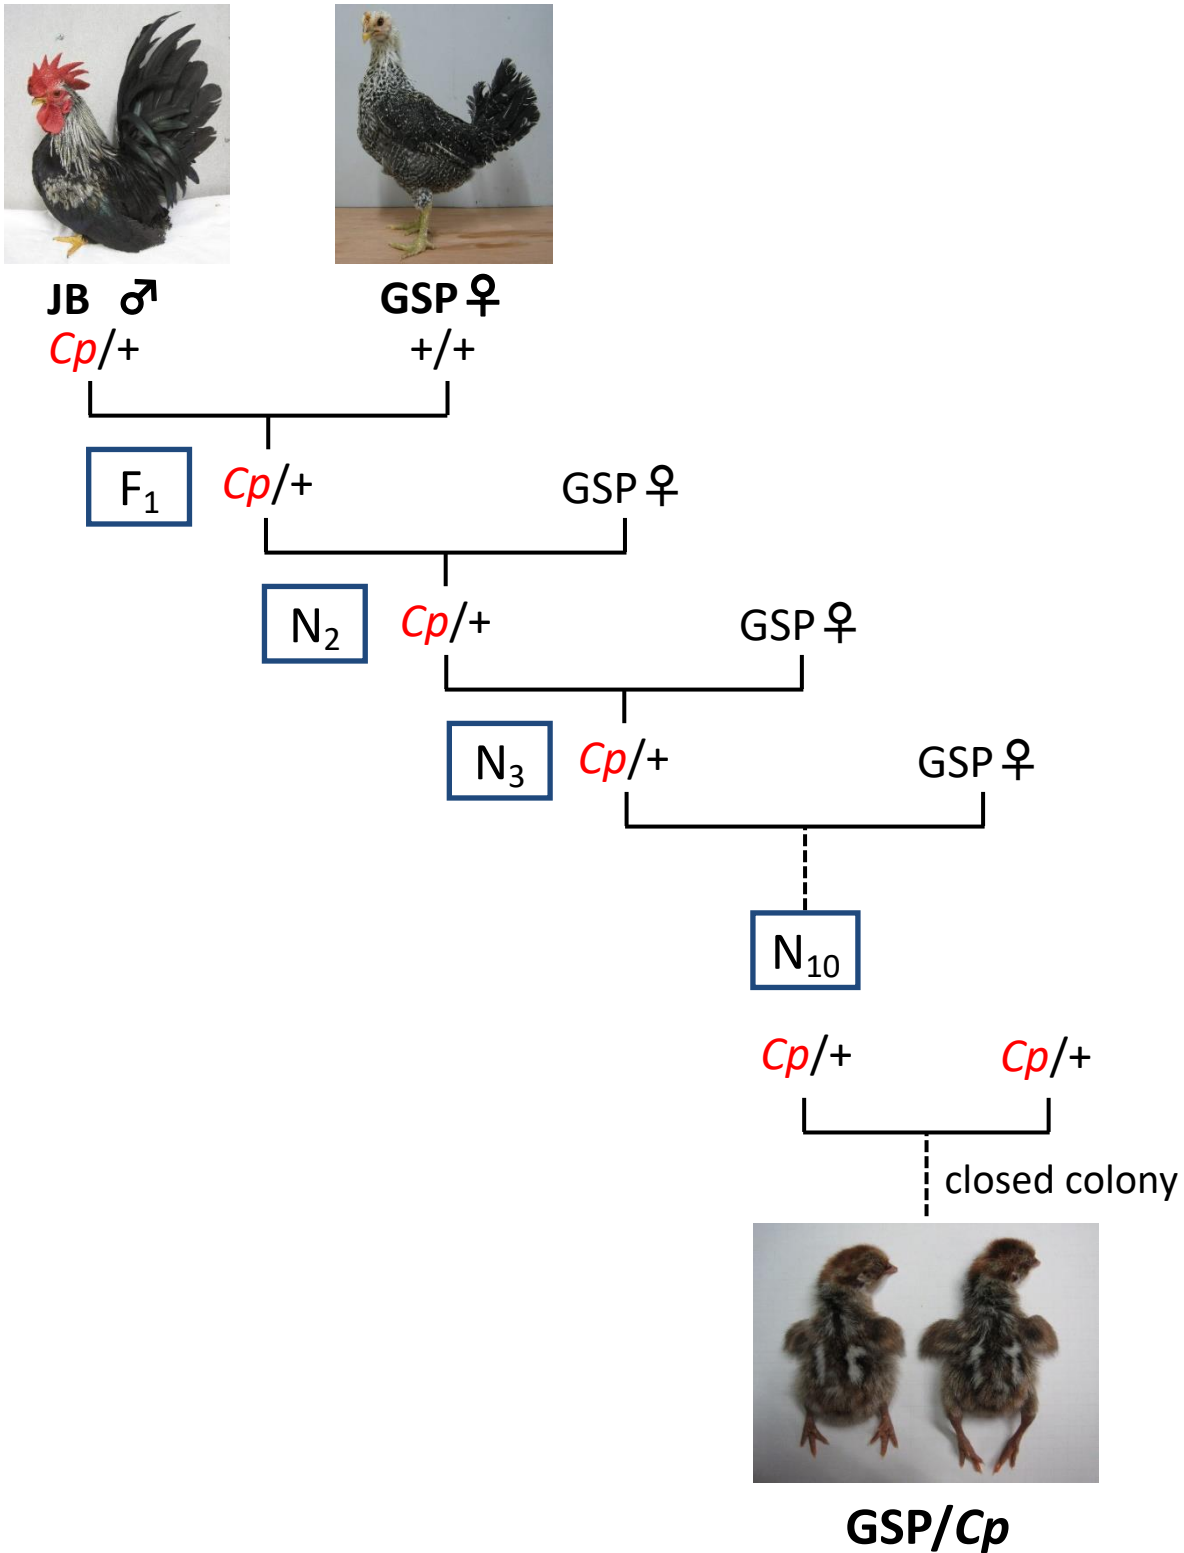 JB ♂ GSP♀
Cp/+ +/+
F₁ Cp/+ GSP♀
N₂ Cp/+ GSP♀
N₃ Cp/+ GSP♀
N₁₀
Cp/+ Cp/+
closed colony
GSP/Cp